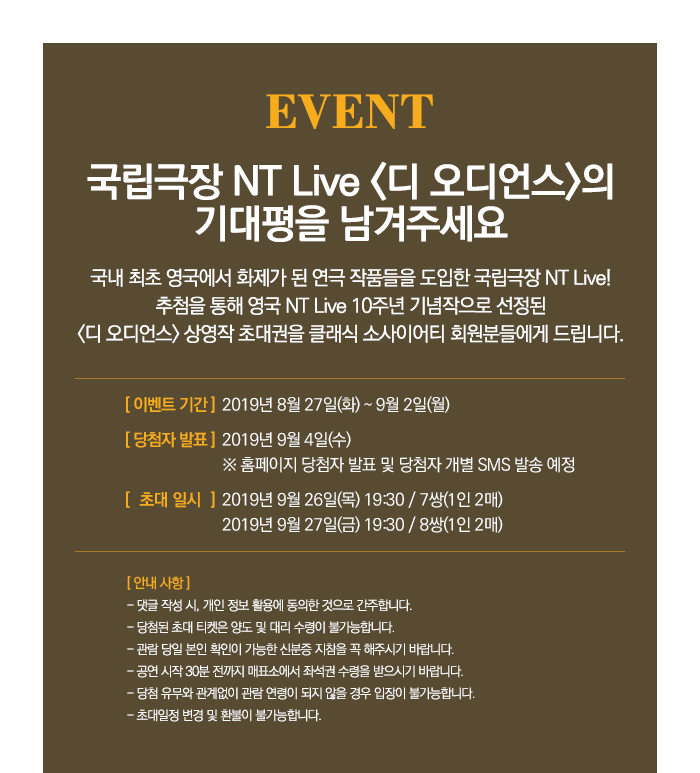 EVENT
국립극장 NT Live <디 오디언스>의
기대평을 남겨주세요
국내 최초 영국에서 화제가 된 연극 작품들을 도입한 국립극장 NT Live!
추첨을 통해 영국 NT Live 10주년 기념작으로 선정된
<디 오디언스> 상영작 초대권을 클래식 소사이어티 회원분들에게 드립니다.
[ 이벤트 기간 ] 2019년 8월 27일(화) ~ 9월 2일(월)
[ 당첨자 발표 ] 2019년 9월 4일(수)
※ 홈페이지 당첨자 발표 및 당첨자 개별 SMS 발송 예정
[ 초대 일시 ] 2019년 9월 26일(목) 19:30 / 7쌍(1인 2매)
2019년 9월 27일(금) 19:30 / 8쌍(1인 2매)
[ 안내 사항 ]
- 댓글 작성 시, 개인 정보 활용에 동의한 것으로 간주합니다.
- 당첨된 초대 티켓은 양도 및 대리 수령이 불가능합니다.
- 관람 당일 본인 확인이 가능한 신분증 지참을 꼭 해주시기 바랍니다.
- 공연 시작 30분 전까지 매표소에서 좌석권 수령을 받으시기 바랍니다.
- 당첨 유무와 관계없이 관람 연령이 되지 않을 경우 입장이 불가능합니다.
- 초대일정 변경 및 환불이 불가능합니다.